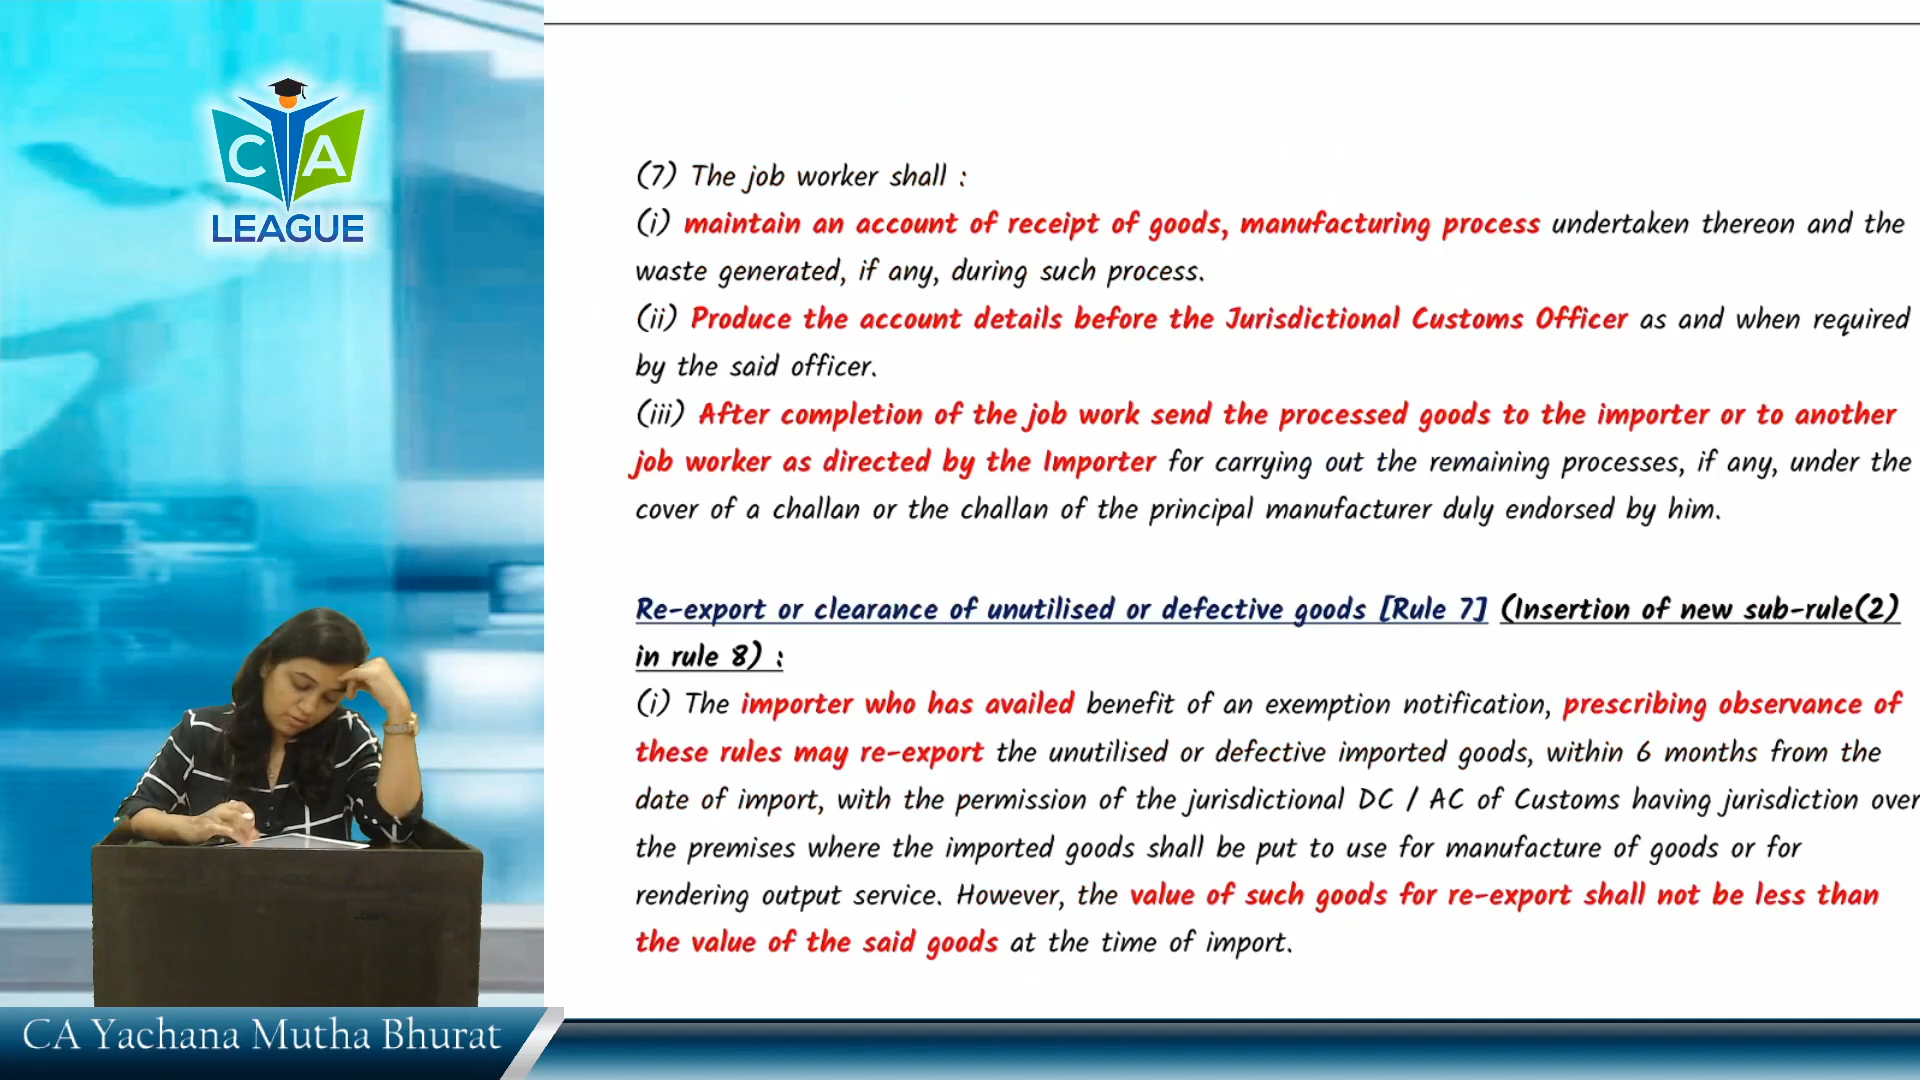 C A
LEAGUE
(7) The job worker shall :
(i) maintain an account of receipt of goods, manufacturing process undertaken thereon and the
waste generated, if any, during such process.
(ii) Produce the account details before the Jurisdictional Customs Officer as and when required
by the said officer.
(iii) After completion of the job work send the processed goods to the importer or to another
job worker as directed by the Importer for carrying out the remaining processes, if any, under the
cover of a challan or the challan of the principal manufacturer duly endorsed by him.
Re-export or clearance of unutilised or defective goods [Rule 7] (Insertion of new sub-rule(2)
in rule 8) :
(i) The importer who has availed benefit of an exemption notification, prescribing observance of
these rules may re-export the unutilised or defective imported goods, within 6 months from the
date of import, with the permission of the jurisdictional DC / AC of Customs having jurisdiction over
the premises where the imported goods shall be put to use for manufacture of goods or for
rendering output service. However, the value of such goods for re-export shall not be less than
the value of the said goods at the time of import.
CA Yachana Mutha Bhurat